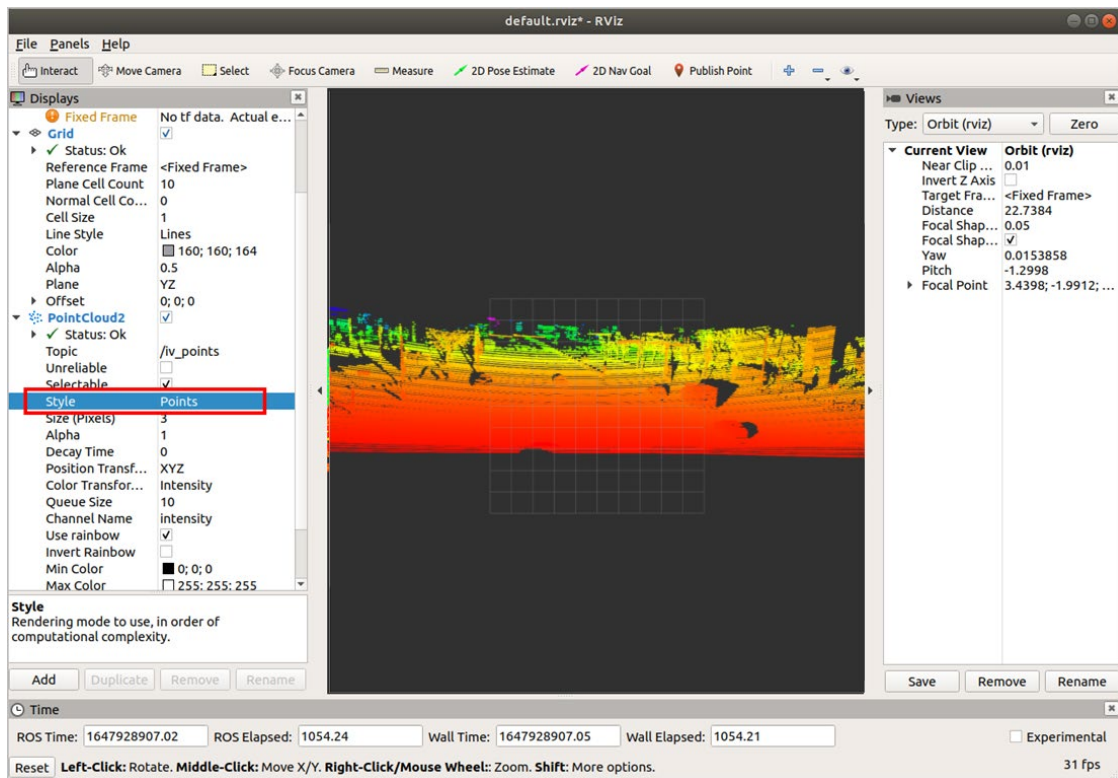 default.rviz* - RViz
File Panels Help
Interact Move Camera Select Focus Camera Measure 2D Pose Estimate 2D Nav Goal Publish Point
Displays
Fixed Frame No tf data. Actual e...
Grid
Status: Ok
Reference Frame <Fixed Frame>
Plane Cell Count 10
Normal Cell Co... 0
Cell Size 1
Line Style Lines
Color 160; 160; 164
Alpha 0.5
Plane YZ
Offset 0; 0; 0
PointCloud2
Status: Ok
Topic /iv_points
Unreliable
Selectable
Style Points
Size (Pixels) 3
Alpha 1
Decay Time 0
Position Transf... XYZ
Color Transfor... Intensity
Queue Size 10
Channel Name intensity
Use rainbow
Invert Rainbow
Min Color 0; 0; 0
Max Color 255; 255; 255
Style
Rendering mode to use, in order of
computational complexity.
Add Duplicate Remove Rename
Views
Type: Orbit (rviz) Zero
Current View Orbit (rviz)
Near Clip ... 0.01
Invert Z Axis
Target Fra... <Fixed Frame>
Distance 22.7384
Focal Shap... 0.05
Focal Shap...
Yaw 0.0153858
Pitch -1.2998
Focal Point 3.4398; -1.9912; ...
Save Remove Rename
Time
ROS Time: 1647928907.02 ROS Elapsed: 1054.24 Wall Time: 1647928907.05 Wall Elapsed: 1054.21 Experimental
Reset Left-Click: Rotate. Middle-Click: Move X/Y. Right-Click/Mouse Wheel:: Zoom. Shift: More options. 31 fps